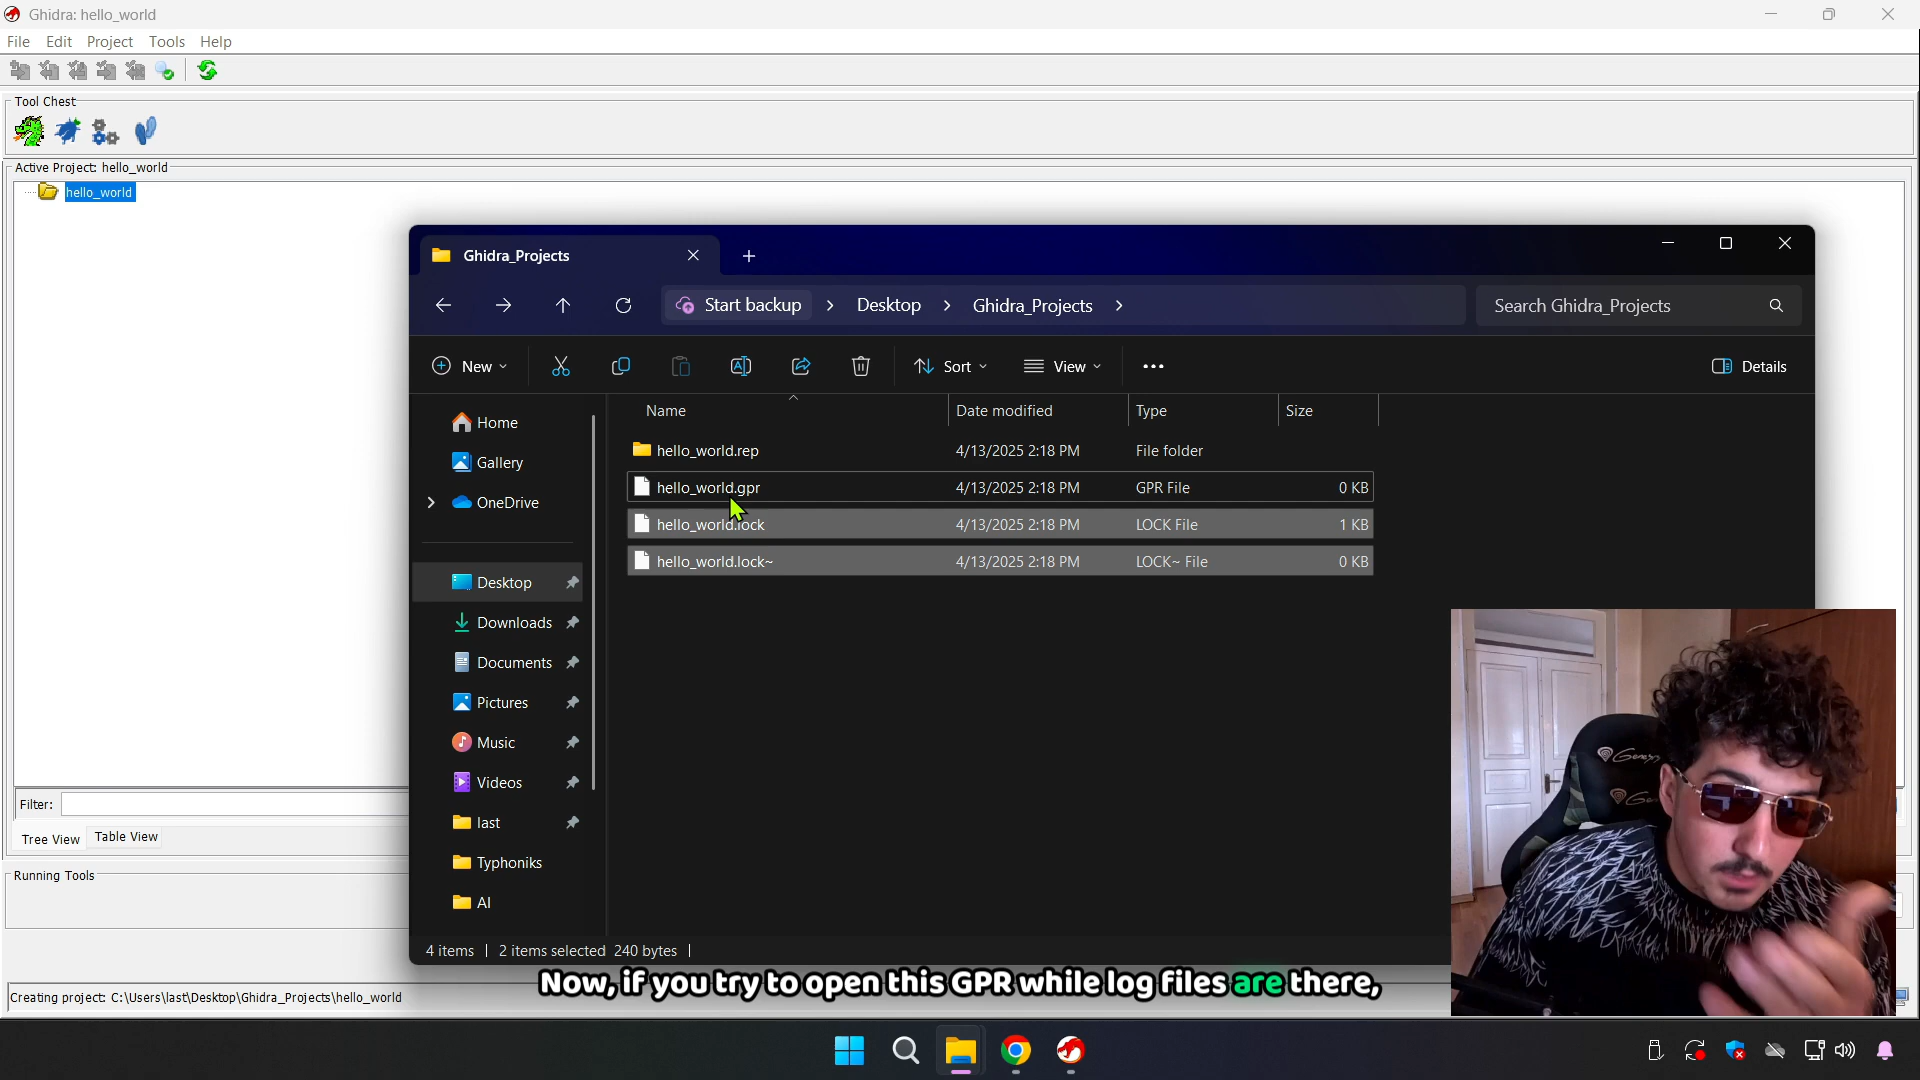 Ghidra: hello_world
File Edit Project Tools Help
Tool Chest
Active Project: hello_world
hello_world
Ghidra_Projects
Start backup
Desktop
Ghidra_Projects
Search Ghidra_Projects
New
Sort
View
Details
Name Date modified Type Size
hello_world.rep 4/13/2025 2:18 PM File folder
hello_world.gpr 4/13/2025 2:18 PM GPR File 0 KB
hello_world.lock 4/13/2025 2:18 PM LOCK File 1 KB
hello_world.lock~ 4/13/2025 2:18 PM LOCK~ File 0 KB
Home
Gallery
OneDrive
Desktop
Downloads
Documents
Pictures
Music
Videos
last
Typhoniks
AI
4 items 2 items selected 240 bytes
Filter:
Tree View Table View
Running Tools
Creating project: C:\Users\last\Desktop\Ghidra_Projects\hello_world
Now, if you try to open this GPR while log files are there,